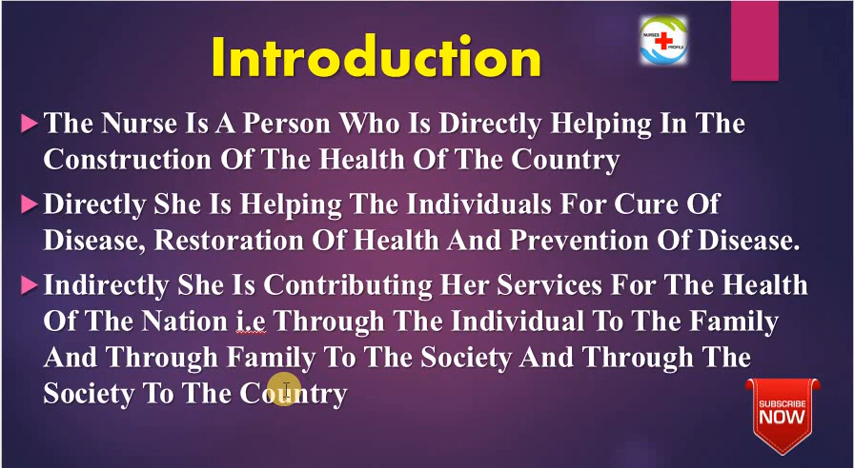 Introduction
NURSES PROFILE
The Nurse Is A Person Who Is Directly Helping In The
Construction Of The Health Of The Country
Directly She Is Helping The Individuals For Cure Of
Disease, Restoration Of Health And Prevention Of Disease.
Indirectly She Is Contributing Her Services For The Health
Of The Nation i.e Through The Individual To The Family
And Through Family To The Society And Through The
Society To The Country
SUBSCRIBE
NOW